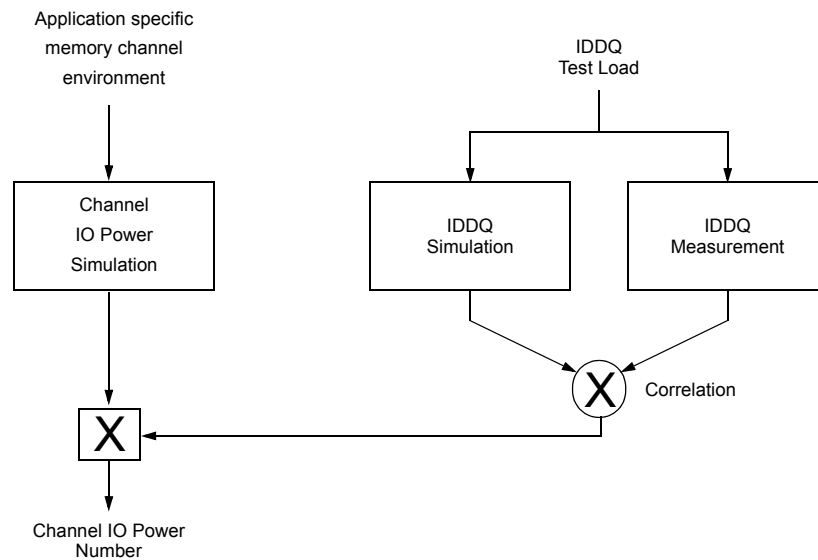 Application specific
memory channel
environment
IDDQ
Test Load
Channel
IO Power
Simulation
IDDQ
Simulation
IDDQ
Measurement
X
Correlation
X
Channel IO Power
Number